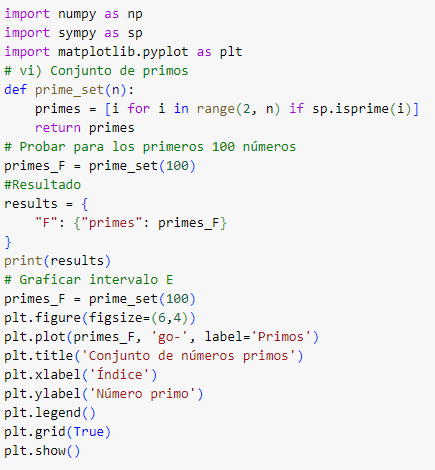 import numpy as np
import sympy as sp
import matplotlib.pyplot as plt
# vi) Conjunto de primos
def prime_set(n):
    primes = [i for i in range(2, n) if sp.isprime(i)]
    return primes
# Probar para los primeros 100 números
primes_F = prime_set(100)
#Resultado
results = {
    "F": {"primes": primes_F}
}
print(results)
# Graficar intervalo E
primes_F = prime_set(100)
plt.figure(figsize=(6,4))
plt.plot(primes_F, 'go-', label='Primos')
plt.title('Conjunto de números primos')
plt.xlabel('Índice')
plt.ylabel('Número primo')
plt.legend()
plt.grid(True)
plt.show()